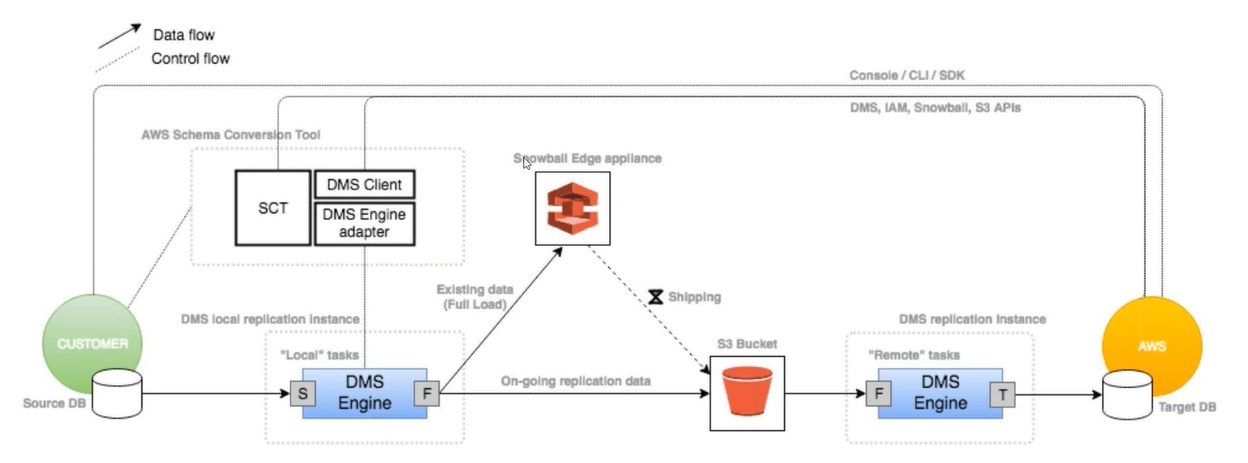 Data flow
Control flow
Console / CLI / SDK
DMS, IAM, Snowball, S3 APIs
AWS Schema Conversion Tool
SCT
DMS Client
DMS Engine
adapter
Snowball Edge appliance
Existing data
(Full Load)
Shipping
CUSTOMER
Source DB
DMS local replication instance
"Local" tasks
S
DMS
Engine
F
On-going replication data
S3 Bucket
DMS replication Instance
"Remote" tasks
F
DMS
Engine
T
AWS
Target DB